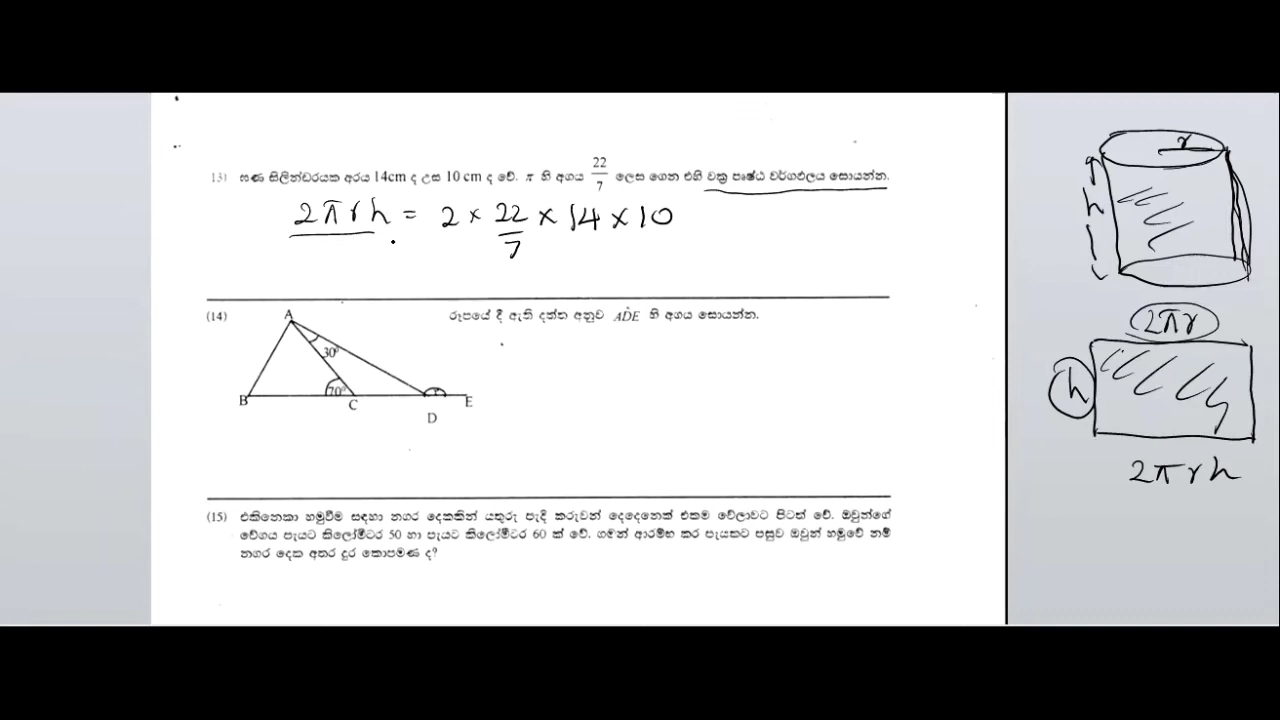 13) ඝණ සිලින්ඩරයක අරය 14cm ද උස 10 cm ද වේ. π හි අගය 22/7 ලෙස ගෙන එහි වක්‍ර පෘෂ්ඨ වර්ගඵලය සොයන්න.
2πrh = 2 × 22/7 × 14 × 10
(14) රූපයේ දී ඇති දත්ත අනුව ADE හි අගය සොයන්න.
A
30°
70°
B C D E
(15) එකිනෙකා හමුවීම සඳහා නගර දෙකකින් යතුරු පැදි කරුවන් දෙදෙනෙක් එකම වේලාවට පිටත් වේ. ඔවුන්ගේ
වේගය පැයට කිලෝමීටර 50 හා පැයට කිලෝමීටර 60 ක් වේ. ගමන් ආරම්භ කර පැයකට පසුව ඔවුන් හමුවේ නම්
නගර දෙක අතර දුර කොපමණ ද?
r
h
2πr
h
2πrh